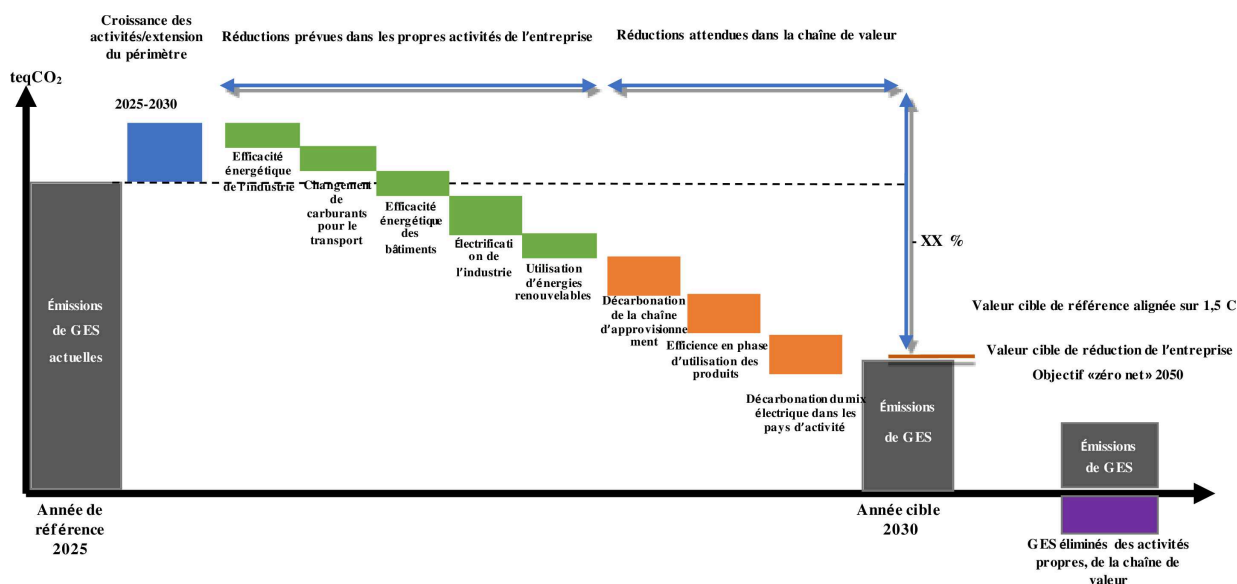 Croissance des
activités/extension
du périmètre
Réductions prévues dans les propres activités de l'entreprise
Réductions attendues dans la chaîne de valeur
teqCO₂
2025-2030
Efficacité
énergétique
de l'industrie
Changement
de
carburants
pour le
transport
Efficacité
énergétique
des
bâtiments
Électrificati
on de
l'industrie
Utilisation
d'énergies
renouvelables
Décarbonation
de la chaîne
d'approvisionne
ment
Efficience en phase
d'utilisation des
produits
Décarbonation du mix
électrique dans les
pays d'activité
- XX %
Valeur cible de référence alignée sur 1,5 C
Valeur cible de réduction de l'entreprise
Objectif «zéro net» 2050
Émissions
de GES
actuelles
Émissions
de GES
Émissions
de GES
Année de
référence
2025
Année cible
2030
GES éliminés des activités
propres, de la chaîne de
valeur